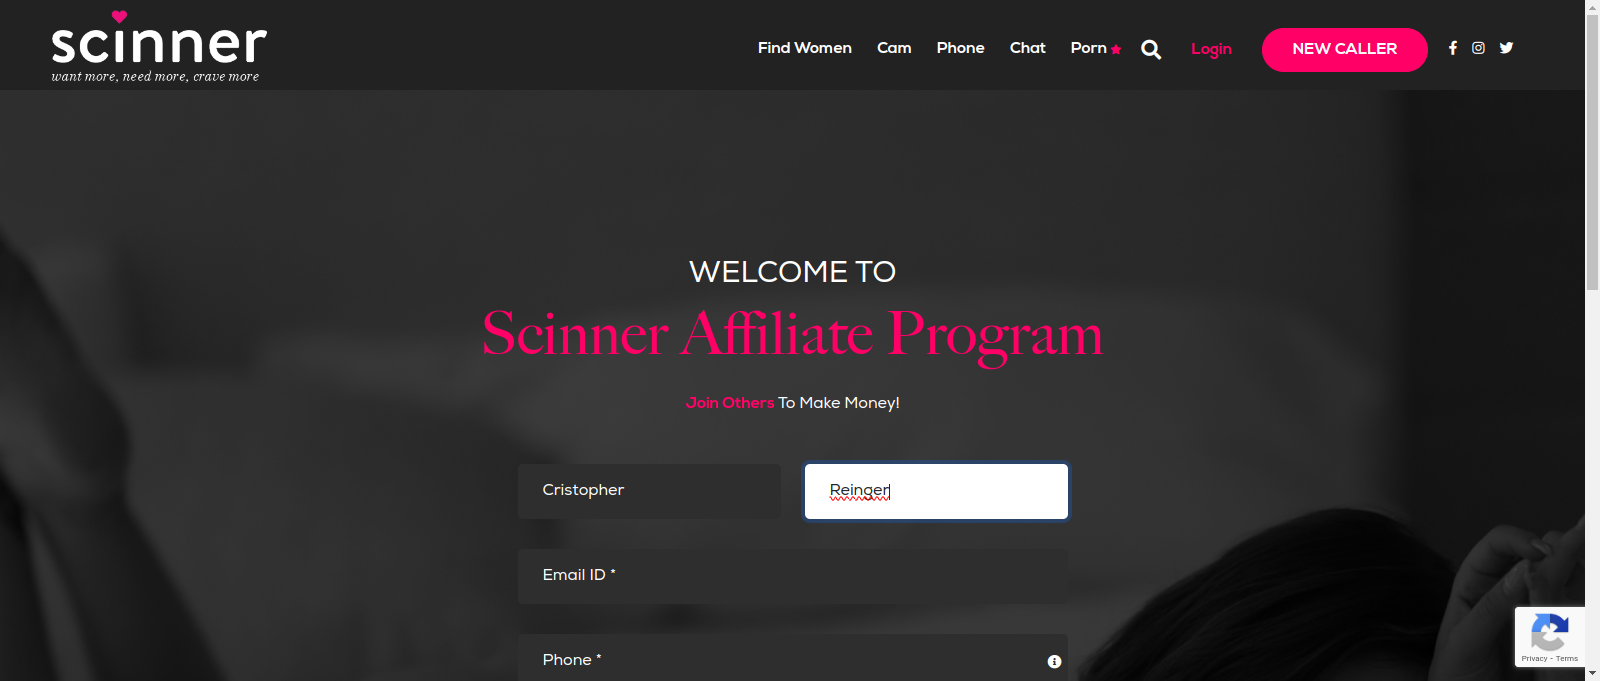 scinner
want more, need more, crave more
Find Women Cam Phone Chat Porn Login NEW CALLER
WELCOME TO
Scinner Affiliate Program
Join Others To Make Money!
Cristopher Reinger
Email ID *
Phone *
Privacy - Terms